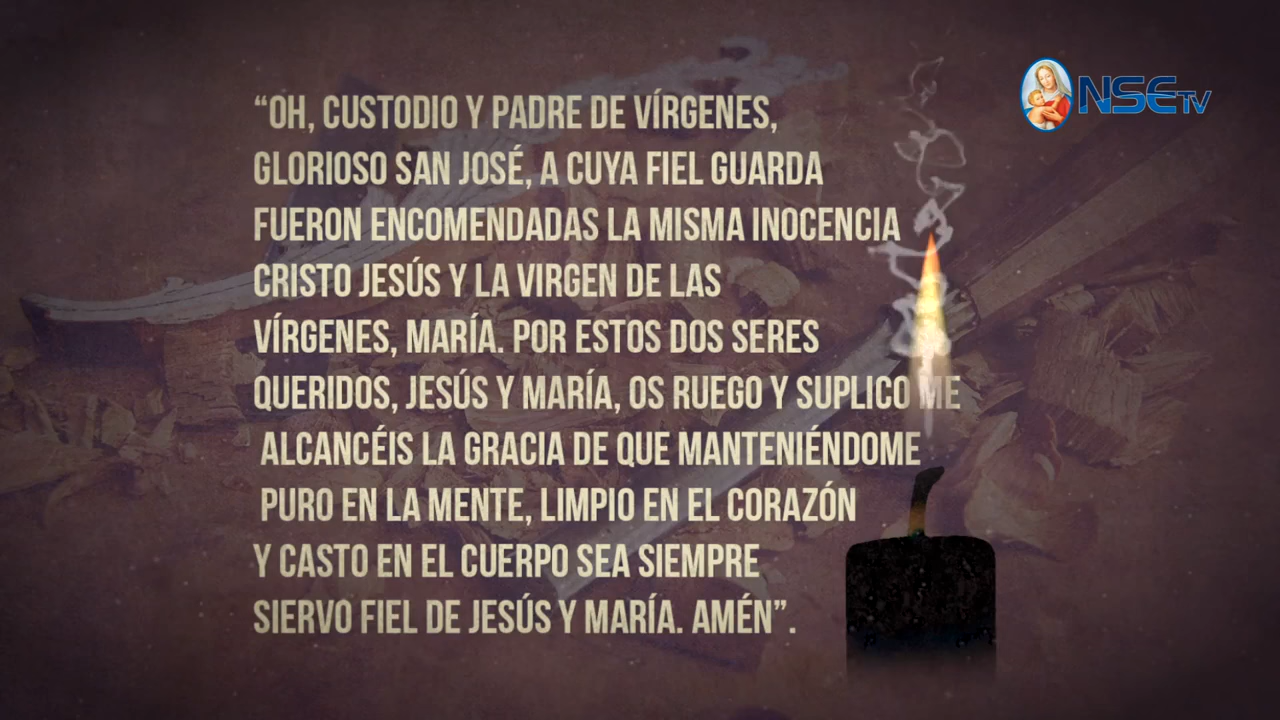 “OH, CUSTODIO Y PADRE DE VÍRGENES,
GLORIOSO SAN JOSÉ, A CUYA FIEL GUARDA
FUERON ENCOMENDADAS LA MISMA INOCENCIA
CRISTO JESÚS Y LA VIRGEN DE LAS
VÍRGENES, MARÍA. POR ESTOS DOS SERES
QUERIDOS, JESÚS Y MARÍA, OS RUEGO Y SUPLICO ME
ALCANCÉIS LA GRACIA DE QUE MANTENIÉNDOME
PURO EN LA MENTE, LIMPIO EN EL CORAZÓN
Y CASTO EN EL CUERPO SEA SIEMPRE
SIERVO FIEL DE JESÚS Y MARÍA. AMÉN”.
NSE TV